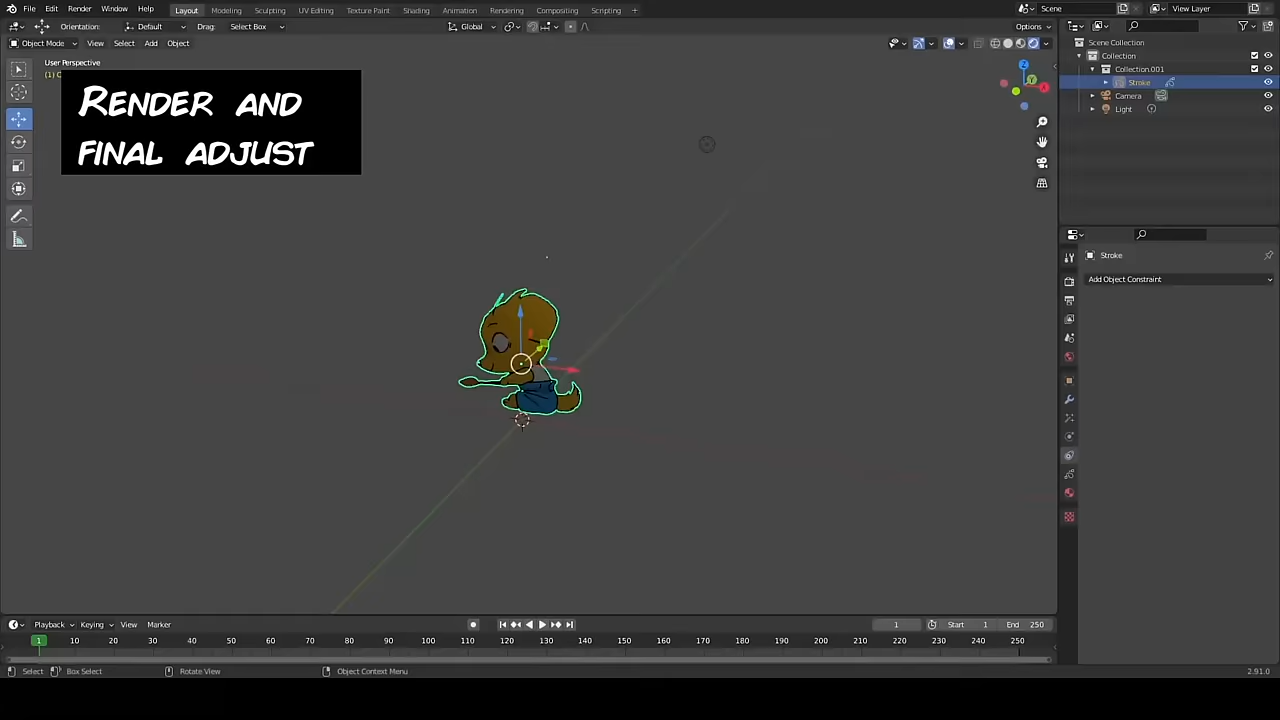 File Edit Render Window Help Layout Modeling Sculpting UV Editing Texture Paint Shading Animation Rendering Compositing Scripting + Scene View Layer
Orientation: Default Drag: Select Box Global Options
Object Mode View Select Add Object Scene Collection
User Perspective
(1)
RENDER AND
FINAL ADJUST
Collection
Collection.001
Stroke
Camera
Light
Z
Y
X
Stroke
Add Object Constraint
Playback Keying View Marker 1 Start 1 End 250
1 10 20 30 40 50 60 70 80 90 100 110 120 130 140 150 160 170 180 190 200 210 220 230 240 250
Select Box Select Rotate View Object Context Menu 2.91.0